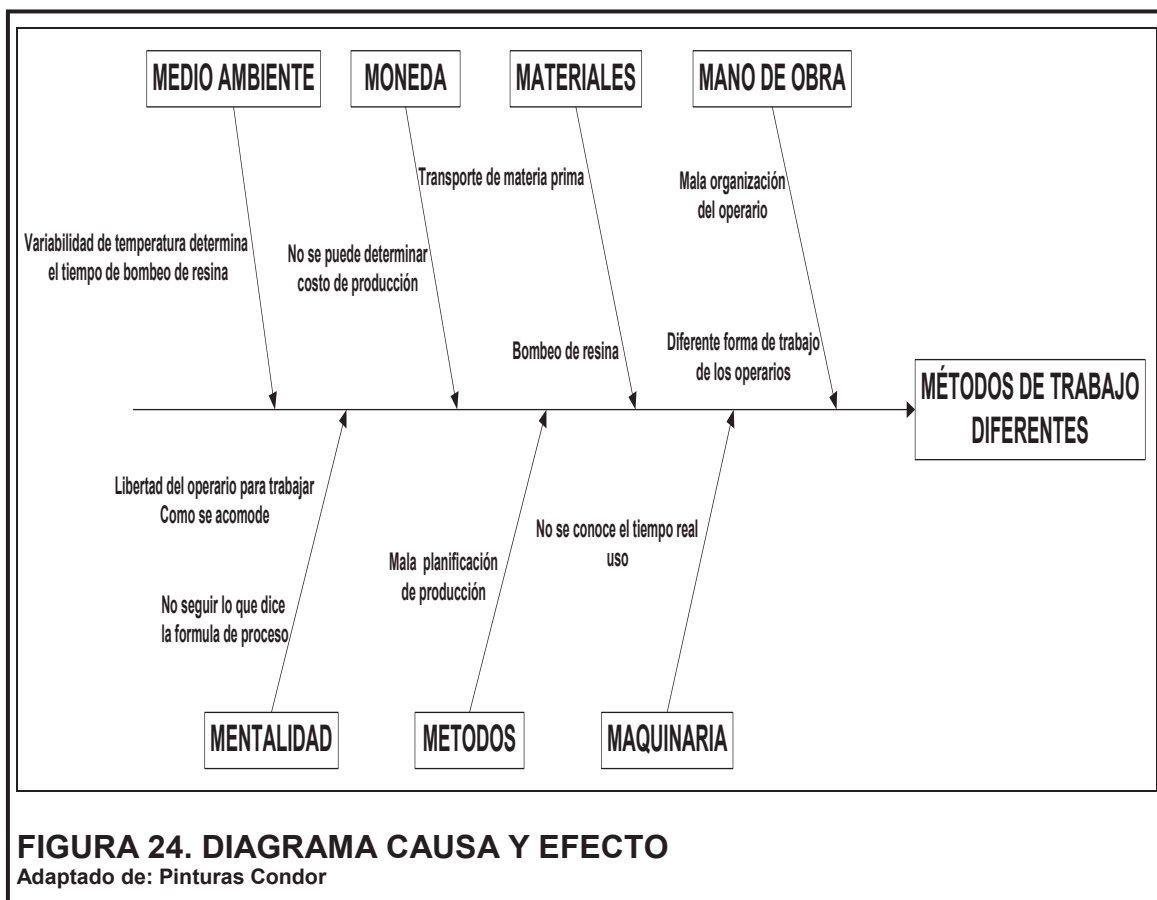 MEDIO AMBIENTE
MONEDA
MATERIALES
MANO DE OBRA
Transporte de materia prima
Mala organización
del operario
Variabilidad de temperatura determina
el tiempo de bombeo de resina
No se puede determinar
costo de producción
Bombeo de resina
Diferente forma de trabajo
de los operarios
MÉTODOS DE TRABAJO
DIFERENTES
Libertad del operario para trabajar
Como se acomode
No se conoce el tiempo real
uso
Mala planificación
de producción
No seguir lo que dice
la formula de proceso
MENTALIDAD
METODOS
MAQUINARIA
FIGURA 24. DIAGRAMA CAUSA Y EFECTO
Adaptado de: Pinturas Condor